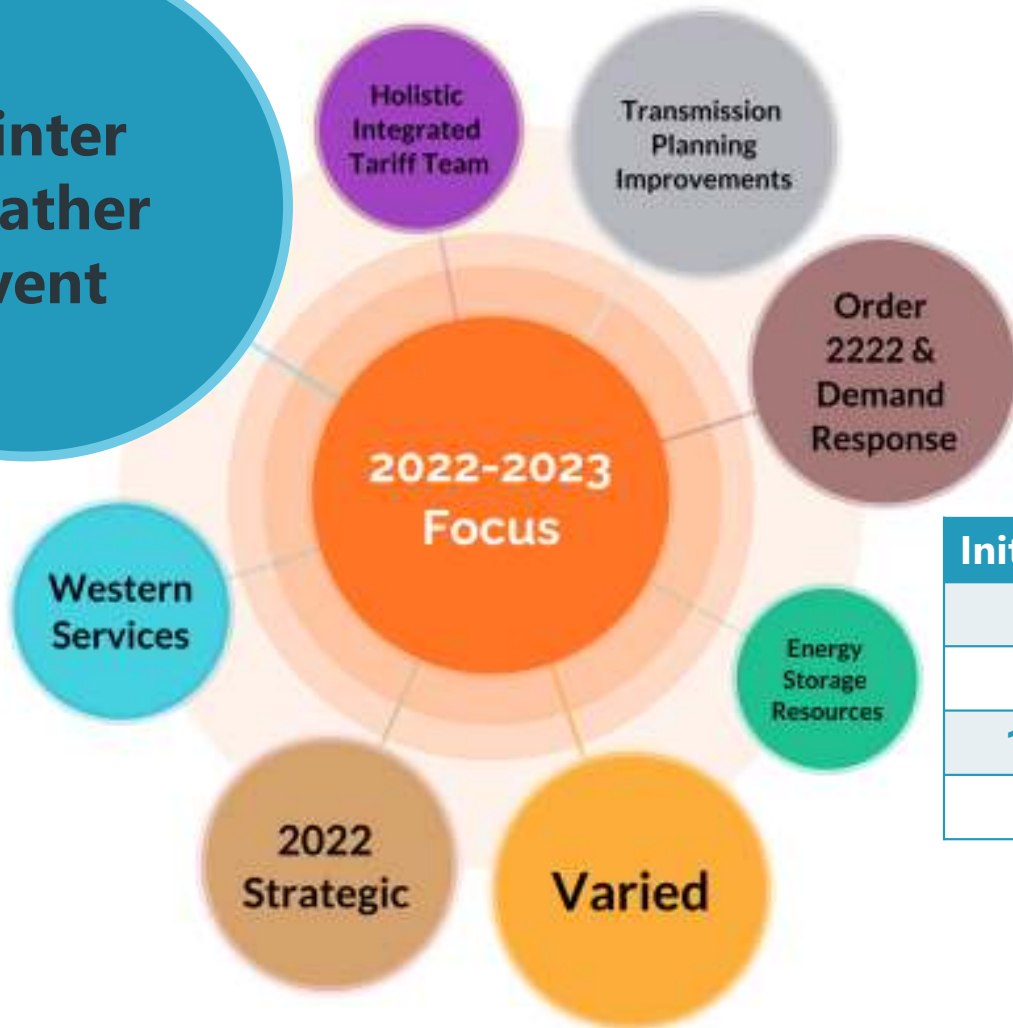 inter
ather
vent
Holistic
Integrated
Tariff Team
Transmission
Planning
Improvements
Order
2222 &
Demand
Response
2022-2023
Focus
Western
Services
Energy
Storage
Resources
Init
2022
Strategic
Varied